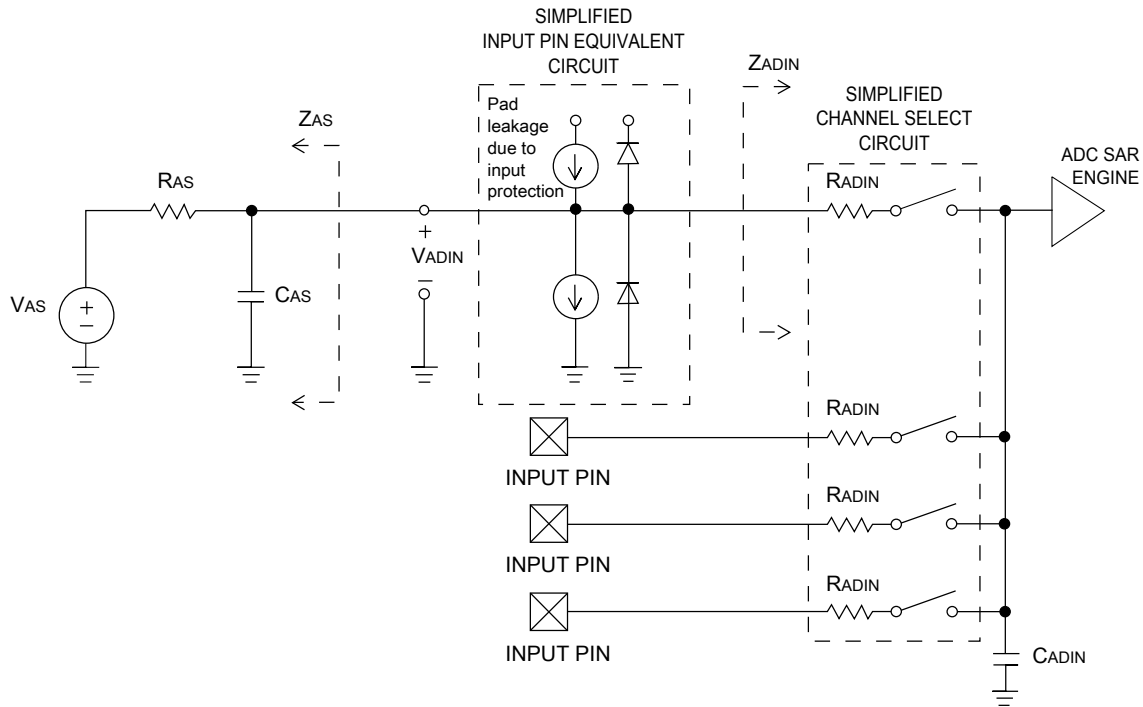 SIMPLIFIED
INPUT PIN EQUIVALENT
CIRCUIT
ZADIN
Pad
leakage
due to
input
protection
SIMPLIFIED
CHANNEL SELECT
CIRCUIT
ZAS
ADC SAR
ENGINE
RAS
RADIN
+
VADIN
−
VAS
+
−
CAS
RADIN
INPUT PIN
RADIN
INPUT PIN
RADIN
INPUT PIN
CADIN